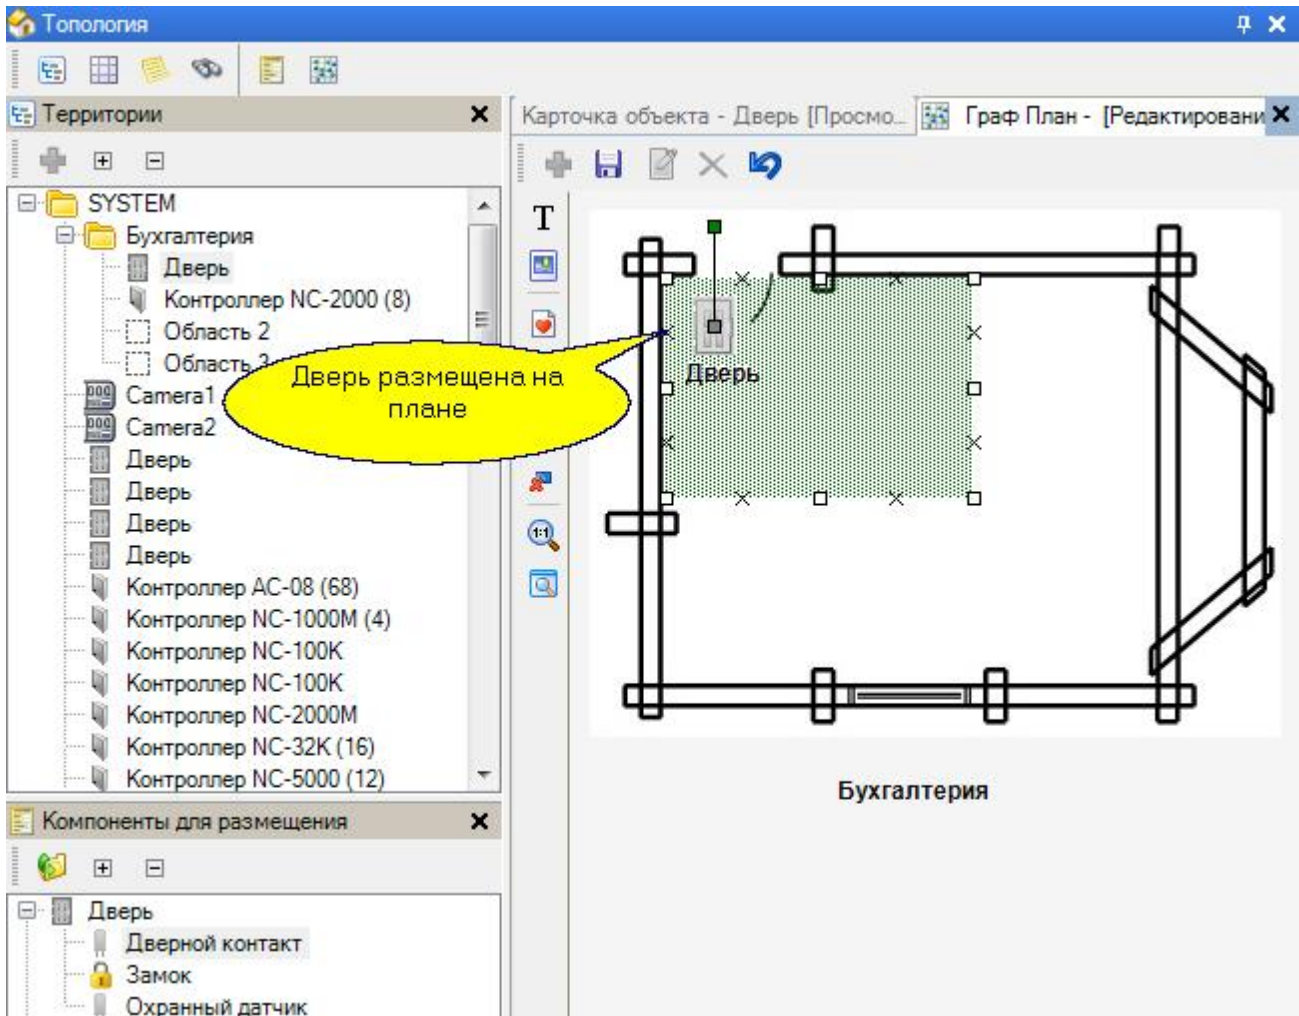 Топология
Территории
Карточка объекта - Дверь [Просмо...
Граф План - [Редактировани
SYSTEM
Бухгалтерия
Дверь
Контроллер NC-2000 (8)
Область 2
Область 3
Camera1
Camera2
Дверь
Дверь
Дверь
Дверь
Контроллер AC-08 (68)
Контроллер NC-1000M (4)
Контроллер NC-100K
Контроллер NC-100K
Контроллер NC-2000M
Контроллер NC-32K (16)
Контроллер NC-5000 (12)
T
1:1
Дверь размещена на
плане
Дверь
Бухгалтерия
Компоненты для размещения
Дверь
Дверной контакт
Замок
Охранный датчик